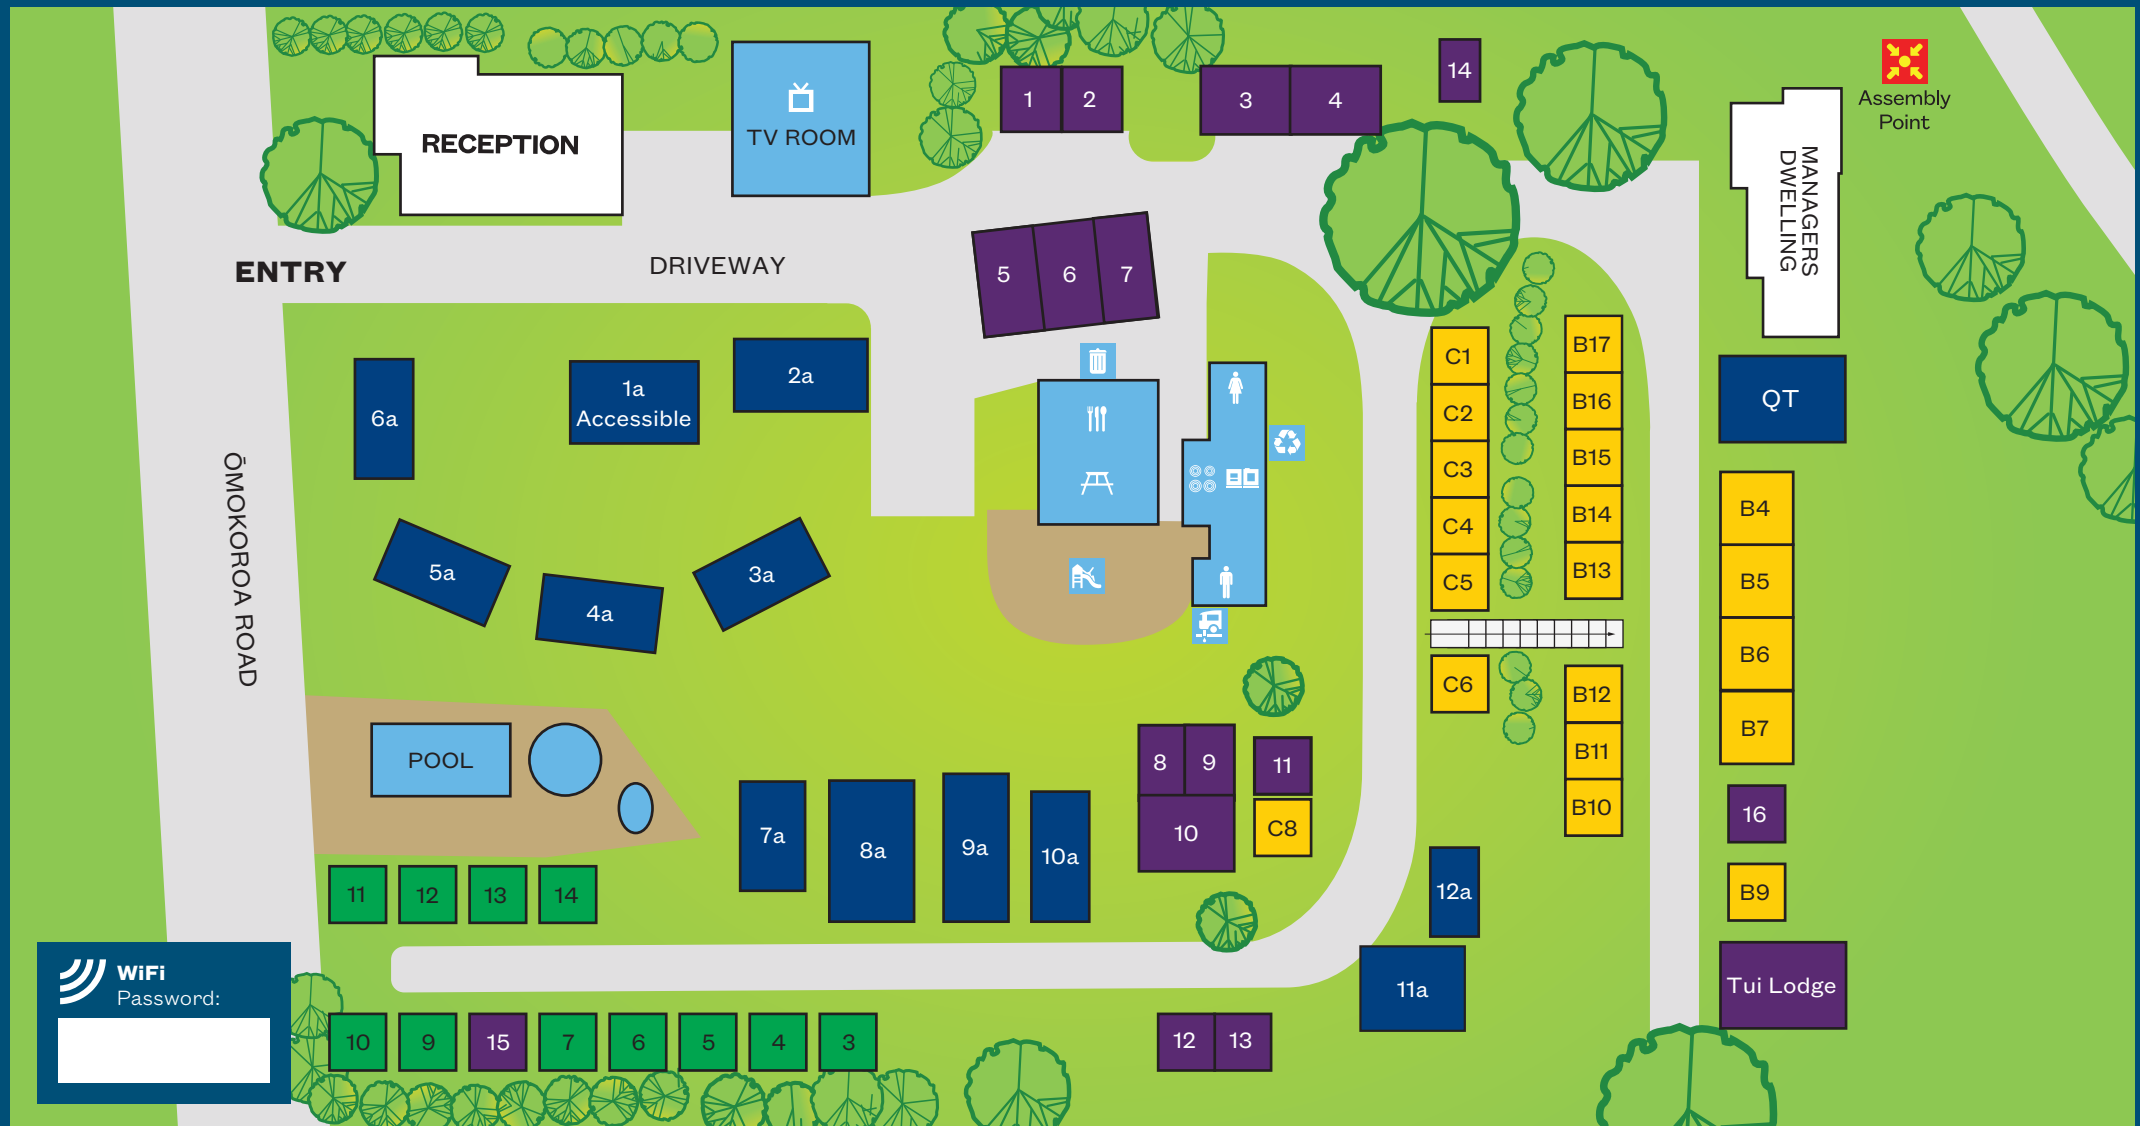 RECEPTION
TV ROOM
1
2
3
4
14
Assembly
Point
MANAGERS
DWELLING
ENTRY
DRIVEWAY
5
6
7
6a
1a
Accessible
2a
C1
C2
C3
C4
C5
C6
B17
B16
B15
B14
B13
B12
B11
B10
QT
B4
B5
B6
B7
16
B9
Tui Lodge
ŌMOKOROA ROAD
5a
4a
3a
POOL
7a
8a
9a
10a
8
9
10
11
C8
12a
11a
11
12
13
14
WiFi
Password:
10
9
15
7
6
5
4
3
12
13